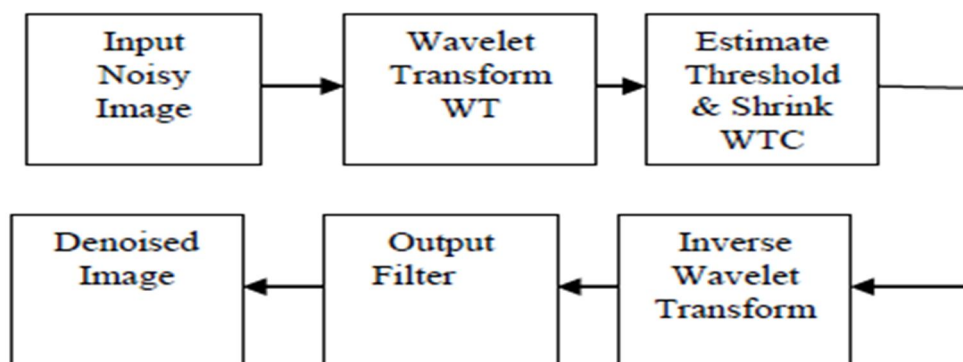 Input
Noisy
Image
Wavelet
Transform
WT
Estimate
Threshold
& Shrink
WTC
Inverse
Wavelet
Transform
Output
Filter
Denoised
Image